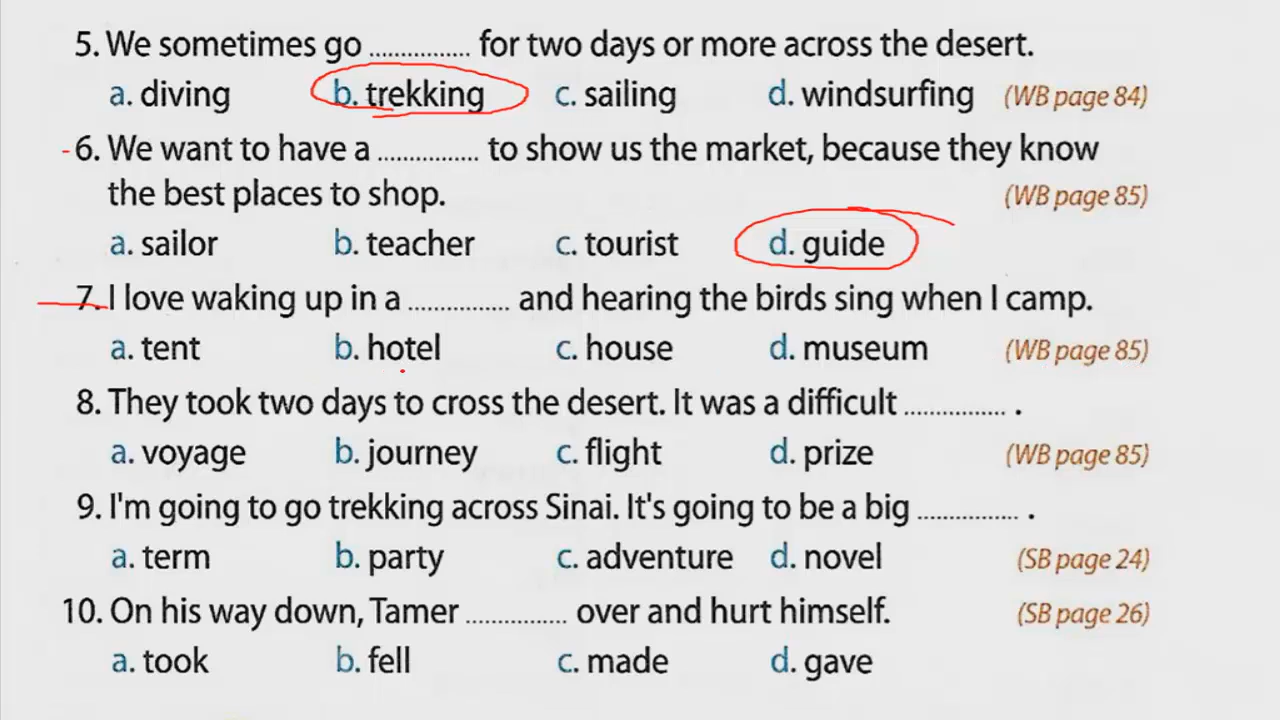 5. We sometimes go ............... for two days or more across the desert.
a. diving b. trekking c. sailing d. windsurfing (WB page 84)
6. We want to have a ............... to show us the market, because they know
the best places to shop. (WB page 85)
a. sailor b. teacher c. tourist d. guide
7. I love waking up in a ............... and hearing the birds sing when I camp.
a. tent b. hotel c. house d. museum (WB page 85)
8. They took two days to cross the desert. It was a difficult ............... .
a. voyage b. journey c. flight d. prize (WB page 85)
9. I'm going to go trekking across Sinai. It's going to be a big ............... .
a. term b. party c. adventure d. novel (SB page 24)
10. On his way down, Tamer ............... over and hurt himself. (SB page 26)
a. took b. fell c. made d. gave